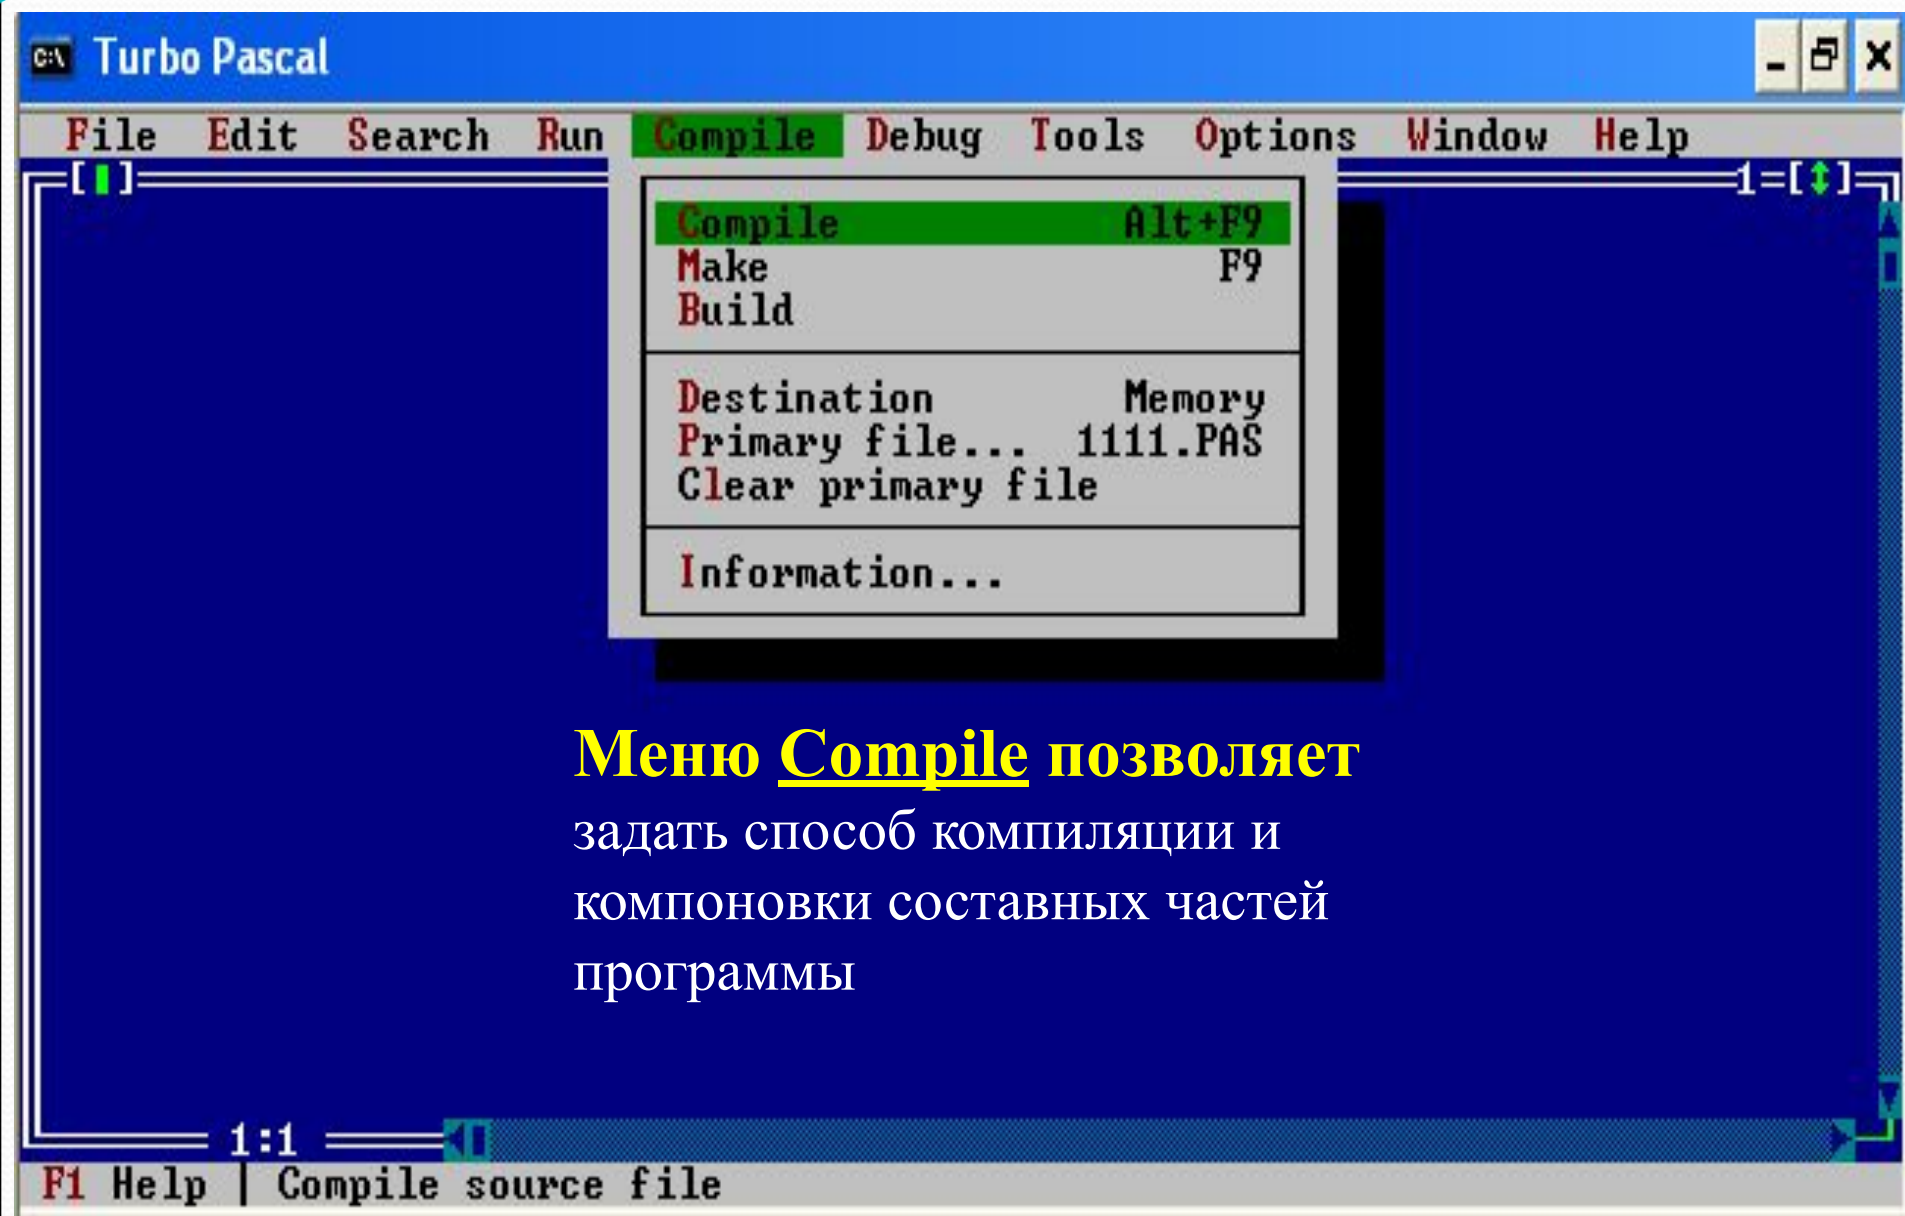 Turbo Pascal
File Edit Search Run Compile Debug Tools Options Window Help
1=[↕]
Compile Alt+F9
Make F9
Build
Destination Memory
Primary file... 1111.PAS
Clear primary file
Information...
Меню Compile позволяет
задать способ компиляции и
компоновки составных частей
программы
1:1
F1 Help | Compile source file